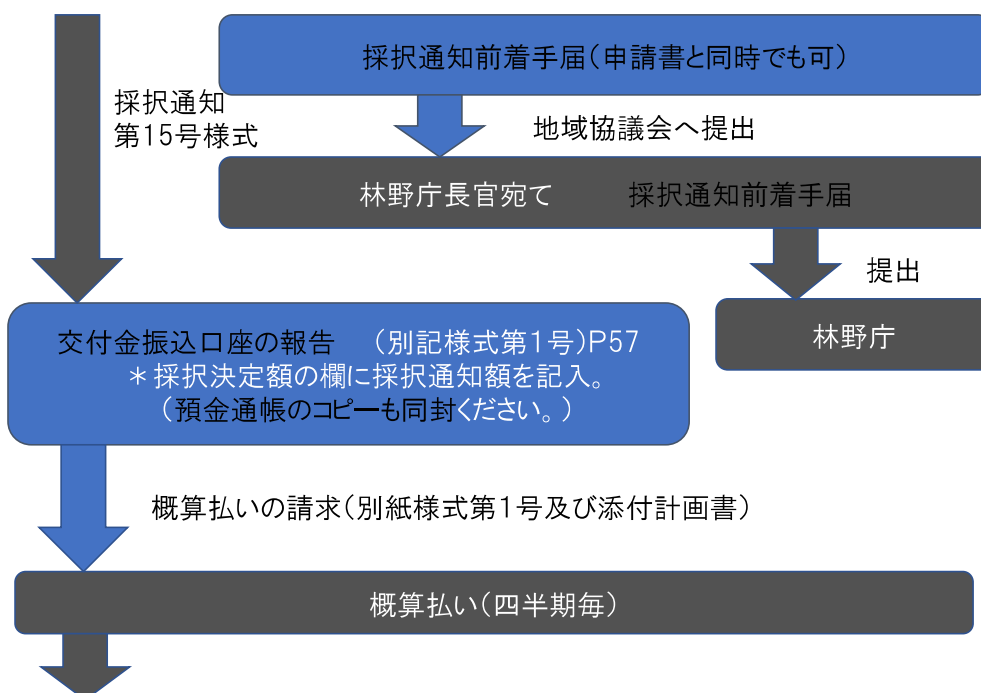 採択通知前着手届（申請書と同時でも可）
採択通知
第15号様式
地域協議会へ提出
林野庁長官宛て　採択通知前着手届
提出
林野庁
交付金振込口座の報告　（別記様式第1号）P57
＊採択決定額の欄に採択通知額を記入。
（預金通帳のコピーも同封ください。）
概算払いの請求（別紙様式第1号及び添付計画書）
概算払い（四半期毎）